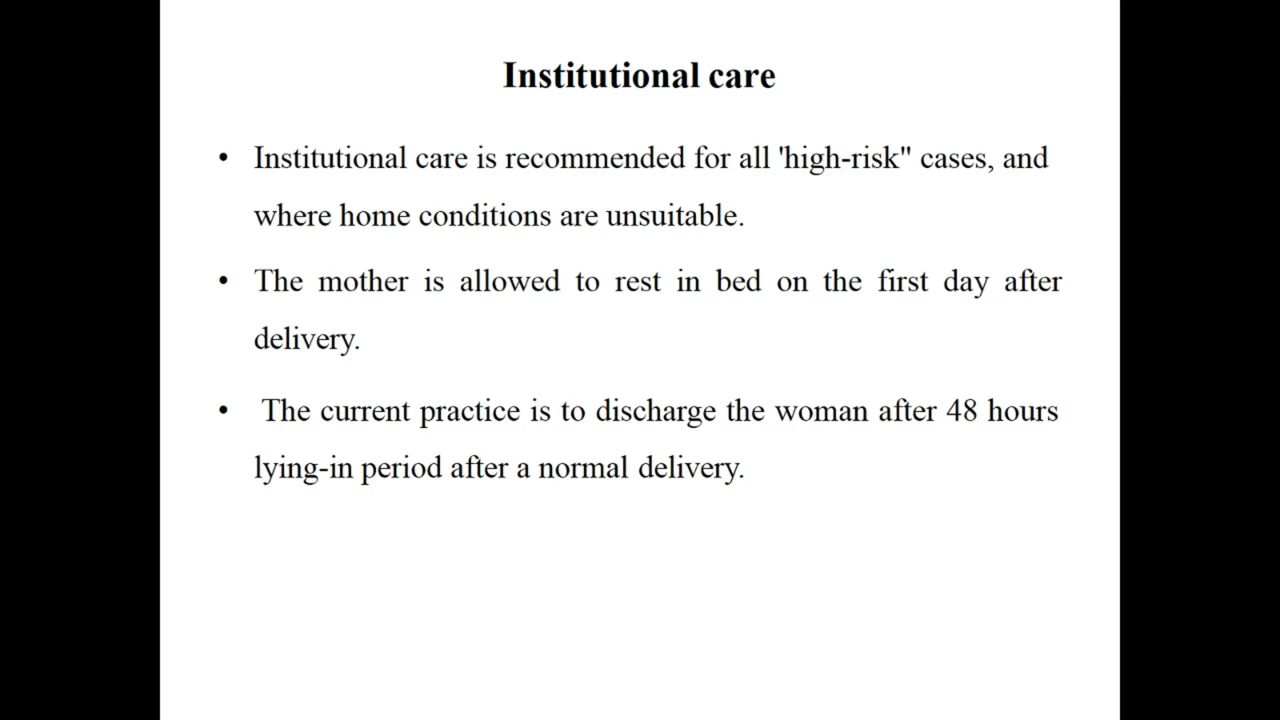 Institutional care
• Institutional care is recommended for all 'high-risk" cases, and
where home conditions are unsuitable.
• The mother is allowed to rest in bed on the first day after
delivery.
• The current practice is to discharge the woman after 48 hours
lying-in period after a normal delivery.